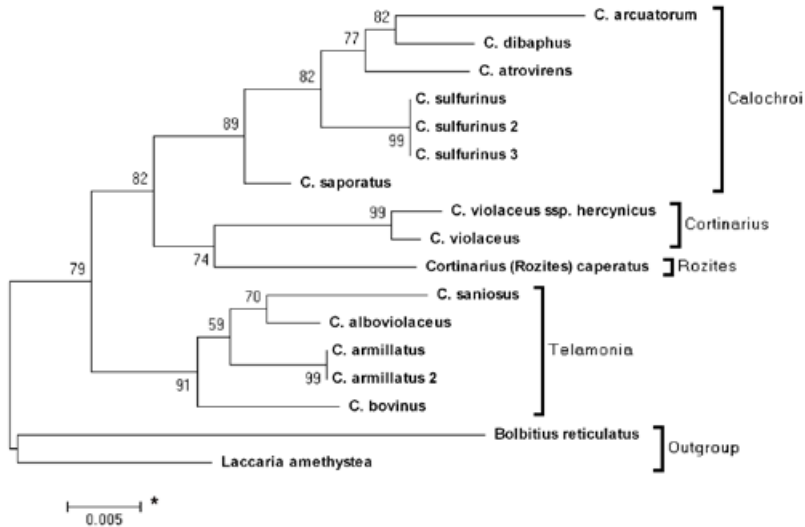 82
C. arcuatorum
77
C. dibaphus
82
C. atrovirens
C. sulfurinus
Calochroi
89
C. sulfurinus 2
99
C. sulfurinus 3
82
C. saporatus
99
C. violaceus ssp. hercynicus
Cortinarius
C. violaceus
79
74
Cortinarius (Rozites) caperatus
Rozites
70
C. saniosus
59
C. alboviolaceus
C. armillatus
Telamonia
91
99
C. armillatus 2
C. bovinus
Bolbitius reticulatus
Outgroup
Laccaria amethystea
*
0.005